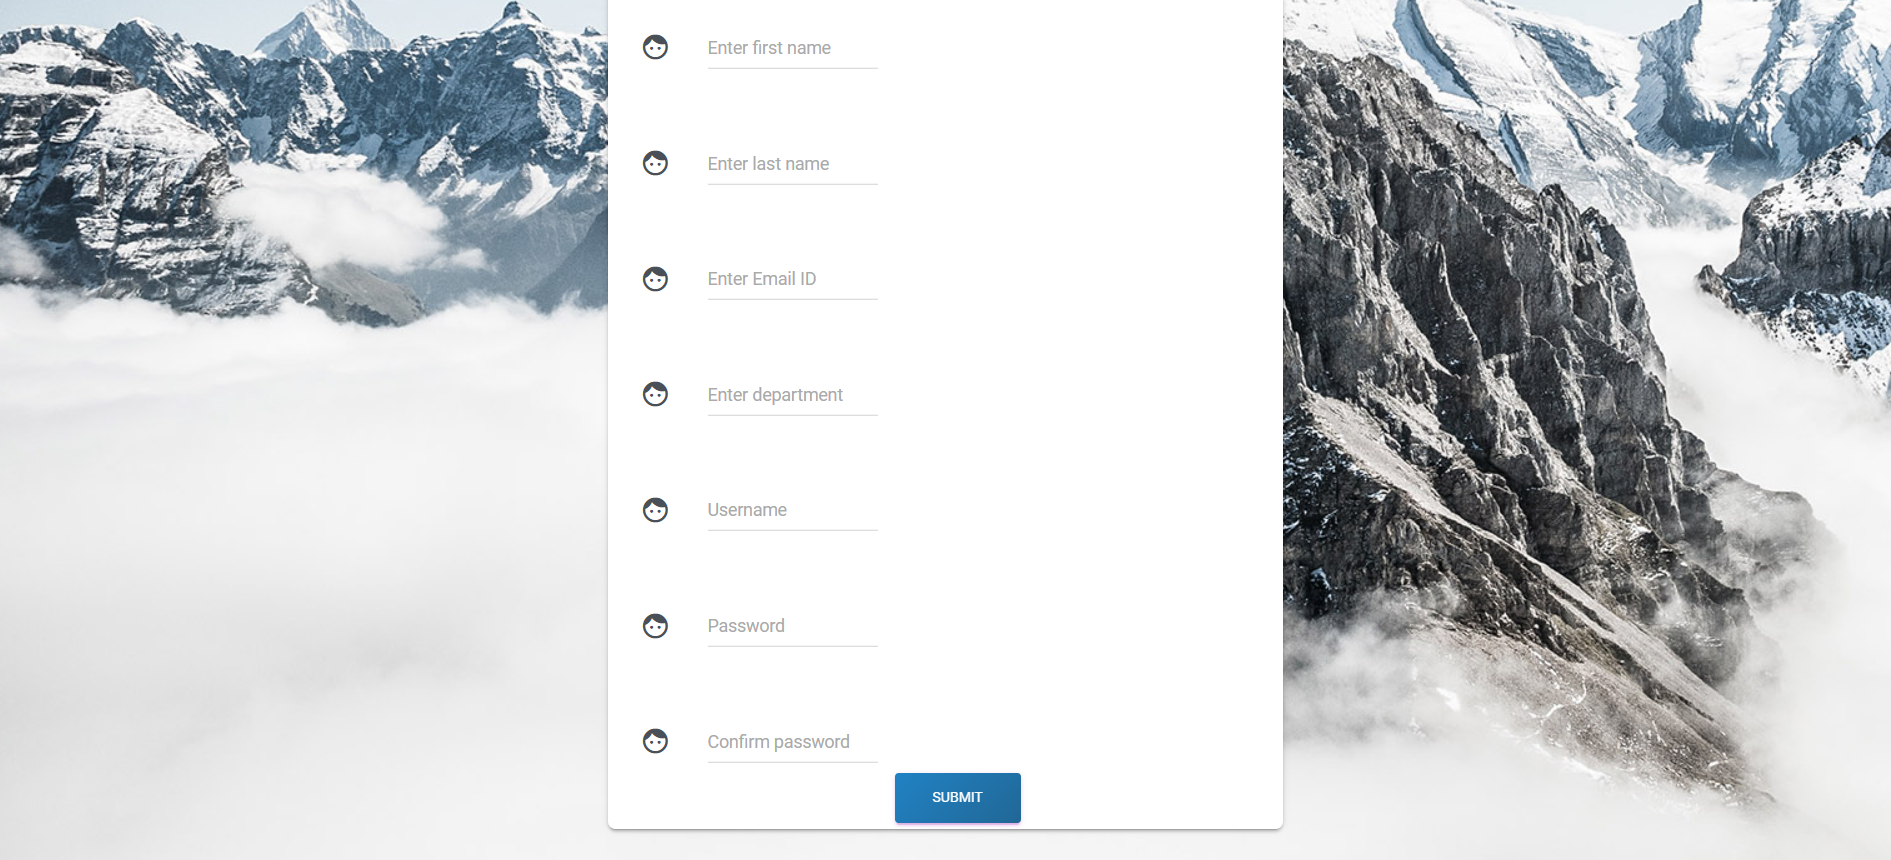 Enter first name
Enter last name
Enter Email ID
Enter department
Username
Password
Confirm password
SUBMIT